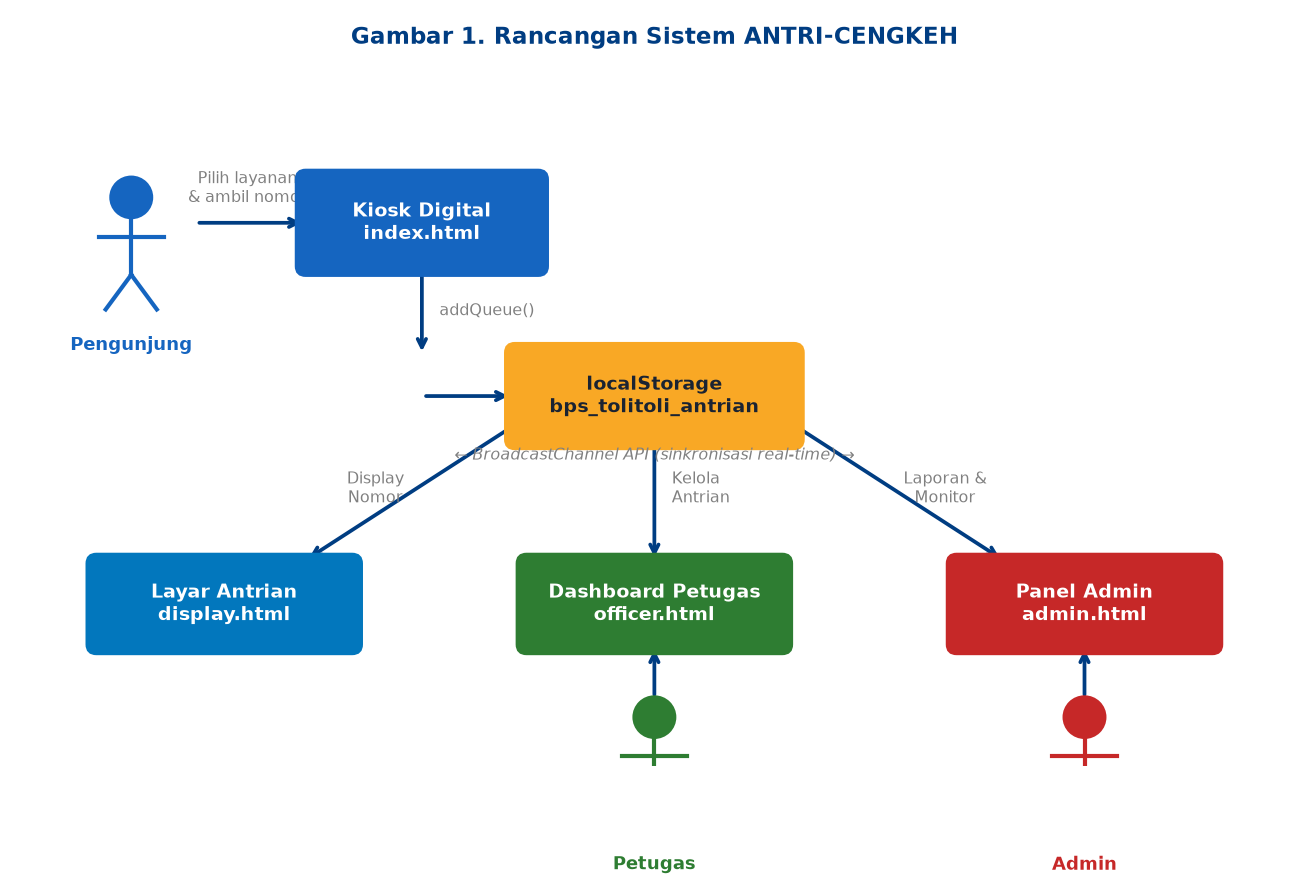 Gambar 1. Rancangan Sistem ANTRI-CENGKEH
Pilih layanan
& ambil nomo
Kiosk Digital
index.html
addQueue()
Pengunjung
localStorage
bps_tolitoli_antrian
← BroadcastChannel API (sinkronisasi real-time) →
Display
Nomor
Kelola
Antrian
Laporan &
Monitor
Layar Antrian
display.html
Dashboard Petugas
officer.html
Panel Admin
admin.html
Petugas
Admin